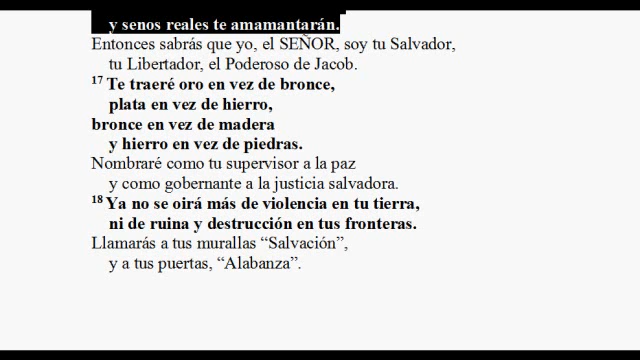 y senos reales te amamantarán.
Entonces sabrás que yo, el SEÑOR, soy tu Salvador,
tu Libertador, el Poderoso de Jacob.
17 Te traeré oro en vez de bronce,
plata en vez de hierro,
bronce en vez de madera
y hierro en vez de piedras.
Nombraré como tu supervisor a la paz
y como gobernante a la justicia salvadora.
18 Ya no se oirá más de violencia en tu tierra,
ni de ruina y destrucción en tus fronteras.
Llamarás a tus murallas “Salvación”,
y a tus puertas, “Alabanza”.